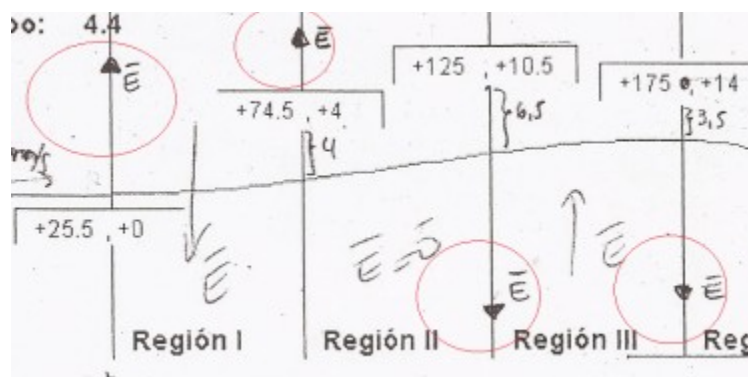 4.4
E
E
+125 , +10.5
+74.5 , +4
+175 , +14
}6,5
}3,5
}4
+25.5 , +0
E
E=0
E
E
E
Región I
Región II
Región III